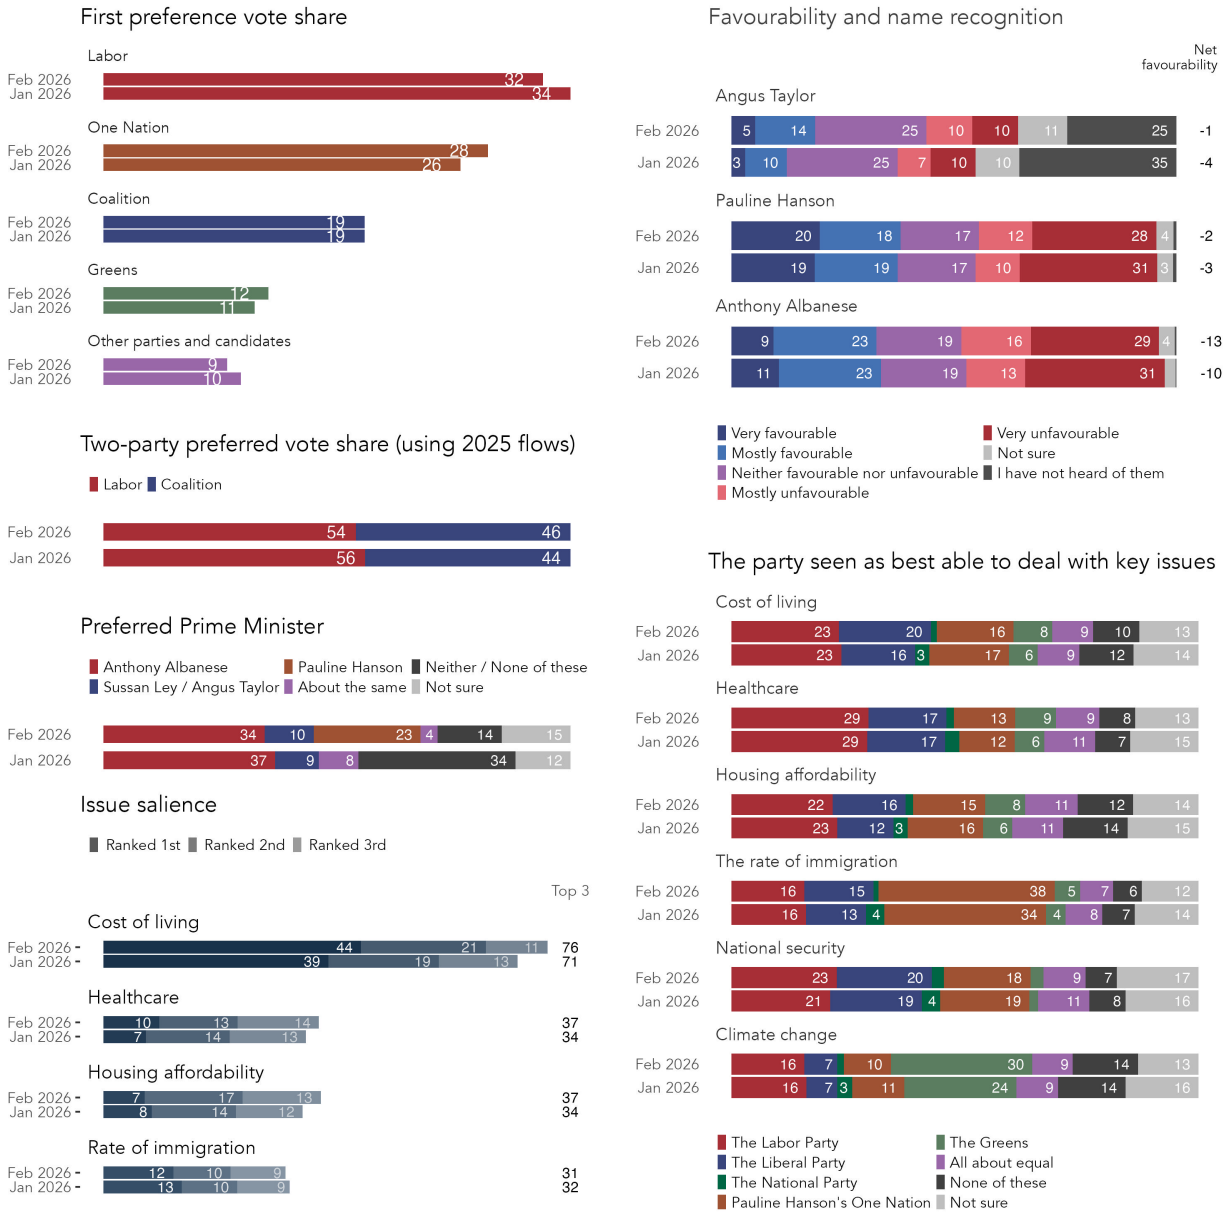 First preference vote share
Labor
Feb 2026 32
Jan 2026 34
One Nation
Feb 2026 28
Jan 2026 26
Coalition
Feb 2026 19
Jan 2026 19
Greens
Feb 2026 12
Jan 2026 11
Other parties and candidates
Feb 2026 9
Jan 2026 10
Two-party preferred vote share (using 2025 flows)
Labor Coalition
Feb 2026 54 46
Jan 2026 56 44
Preferred Prime Minister
Anthony Albanese Pauline Hanson Neither / None of these
Sussan Ley / Angus Taylor About the same Not sure
Feb 2026 34 10 23 4 14 15
Jan 2026 37 9 8 34 12
Issue salience
Ranked 1st Ranked 2nd Ranked 3rd
Top 3
Cost of living
Feb 2026 44 21 11 76
Jan 2026 39 19 13 71
Healthcare
Feb 2026 10 13 14 37
Jan 2026 7 14 13 34
Housing affordability
Feb 2026 7 17 13 37
Jan 2026 8 14 12 34
Rate of immigration
Feb 2026 12 10 9 31
Jan 2026 13 10 9 32
Favourability and name recognition
Net
favourability
Angus Taylor
Feb 2026 5 14 25 10 10 11 25 -1
Jan 2026 3 10 25 7 10 10 35 -4
Pauline Hanson
Feb 2026 20 18 17 12 28 4 -2
Jan 2026 19 19 17 10 31 3 -3
Anthony Albanese
Feb 2026 9 23 19 16 29 4 -13
Jan 2026 11 23 19 13 31 -10
Very favourable Very unfavourable
Mostly favourable Not sure
Neither favourable nor unfavourable I have not heard of them
Mostly unfavourable
The party seen as best able to deal with key issues
Cost of living
Feb 2026 23 20 16 8 9 10 13
Jan 2026 23 16 3 17 6 9 12 14
Healthcare
Feb 2026 29 17 13 9 9 8 13
Jan 2026 29 17 12 6 11 7 15
Housing affordability
Feb 2026 22 16 15 8 11 12 14
Jan 2026 23 12 3 16 6 11 14 15
The rate of immigration
Feb 2026 16 15 38 5 7 6 12
Jan 2026 16 13 4 34 4 8 7 14
National security
Feb 2026 23 20 18 9 7 17
Jan 2026 21 19 4 19 11 8 16
Climate change
Feb 2026 16 7 10 30 9 14 13
Jan 2026 16 7 3 11 24 9 14 16
The Labor Party The Greens
The Liberal Party All about equal
The National Party None of these
Pauline Hanson's One Nation Not sure